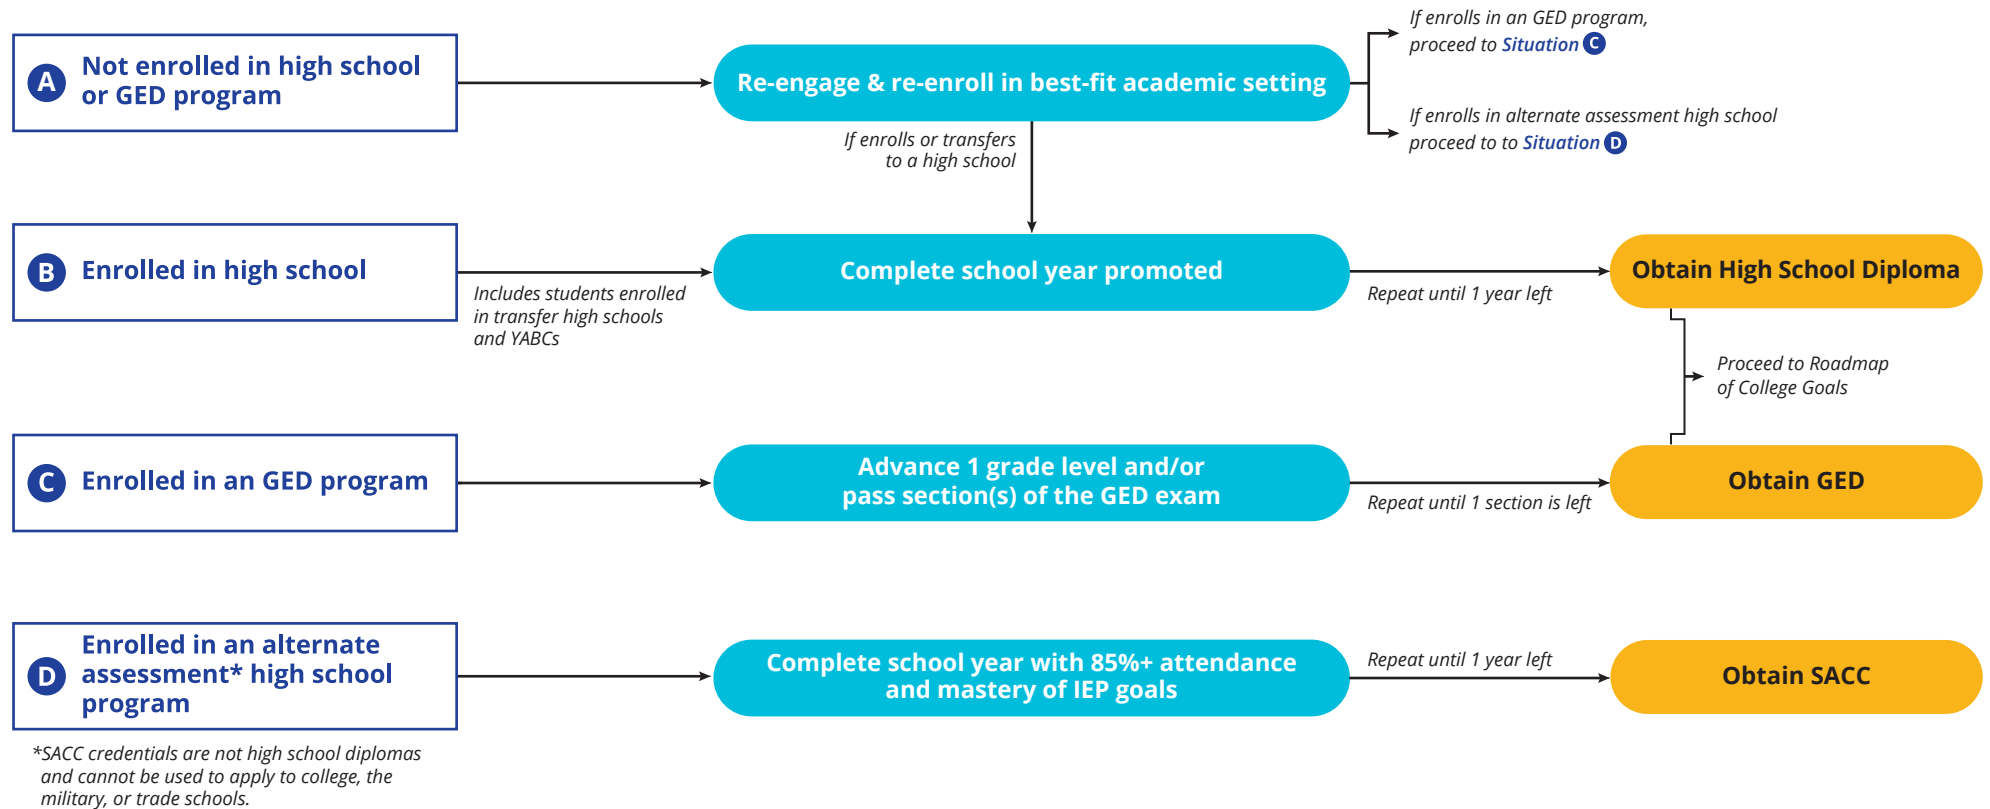 A
Not enrolled in high school
or GED program
Re-engage & re-enroll in best-fit academic setting
If enrolls in an GED program,
proceed to Situation C
If enrolls in alternate assessment high school
proceed to to Situation D
If enrolls or transfers
to a high school
B
Enrolled in high school
Includes students enrolled
in transfer high schools
and YABCs
Complete school year promoted
Repeat until 1 year left
Obtain High School Diploma
Proceed to Roadmap
of College Goals
C
Enrolled in an GED program
Advance 1 grade level and/or
pass section(s) of the GED exam
Repeat until 1 section is left
Obtain GED
D
Enrolled in an alternate
assessment* high school
program
Complete school year with 85%+ attendance
and mastery of IEP goals
Repeat until 1 year left
Obtain SACC
*SACC credentials are not high school diplomas
and cannot be used to apply to college, the
military, or trade schools.